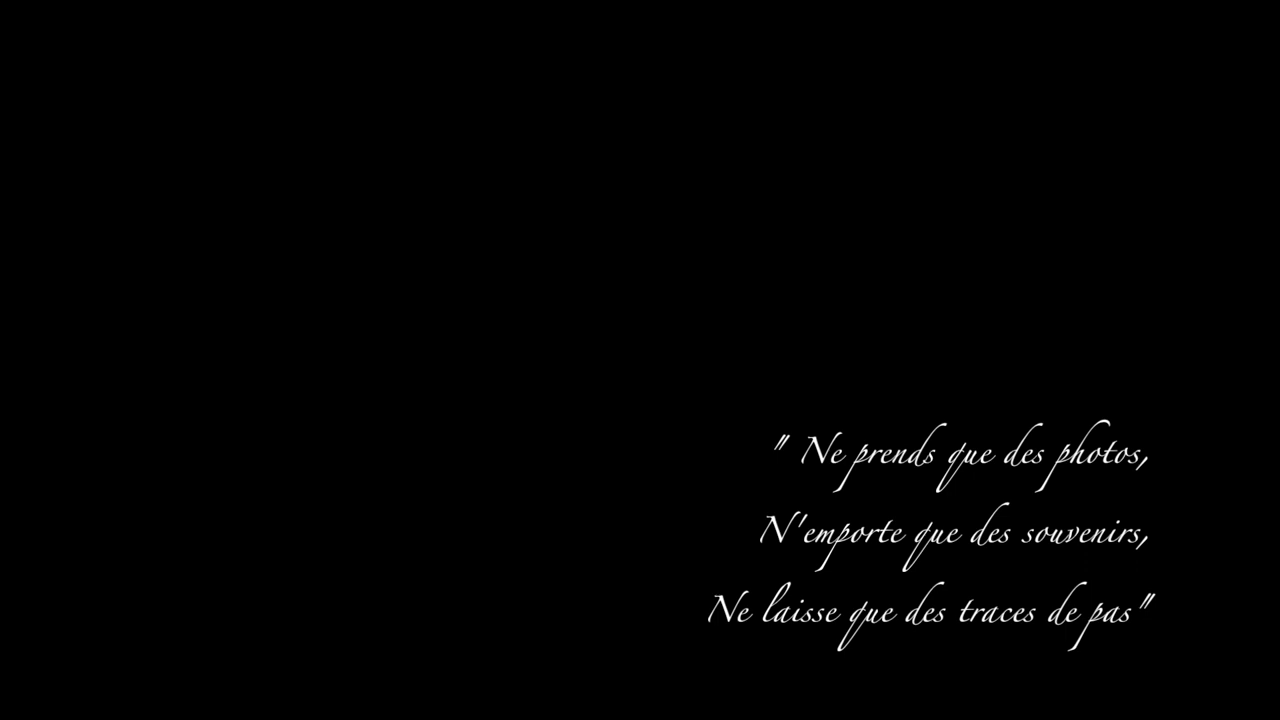 " Ne prends que des photos,
N'emporte que des souvenirs,
Ne laisse que des traces de pas"